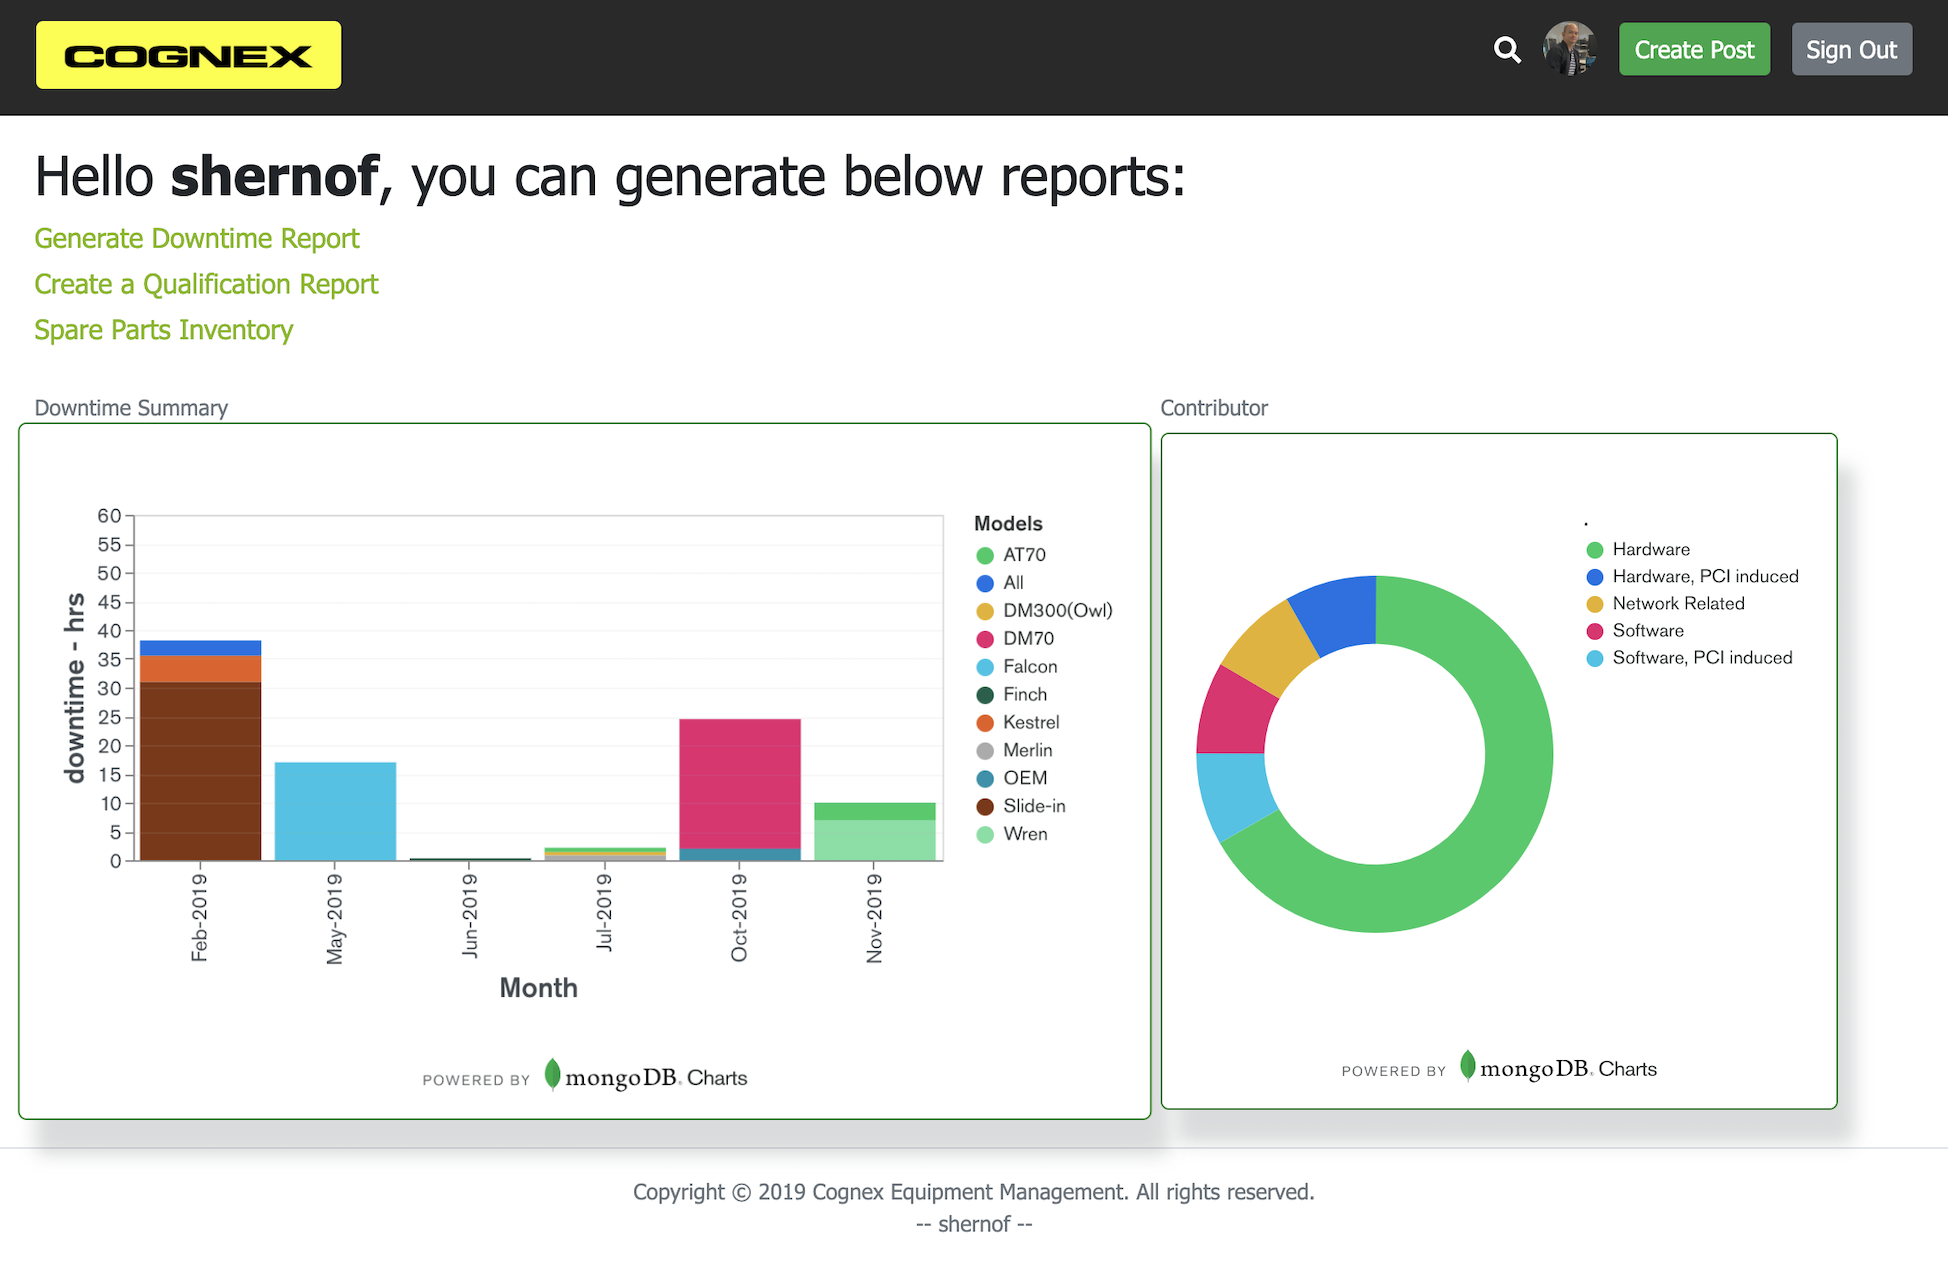 COGNEX
Create Post
Sign Out
Hello shernof, you can generate below reports:
Generate Downtime Report
Create a Qualification Report
Spare Parts Inventory
Downtime Summary
60
55
50
45
40
35
30
25
20
15
10
5
0
downtime - hrs
Feb-2019
May-2019
Jun-2019
Jul-2019
Oct-2019
Nov-2019
Month
Models
AT70
All
DM300(Owl)
DM70
Falcon
Finch
Kestrel
Merlin
OEM
Slide-in
Wren
POWERED BY mongoDB. Charts
Contributor
.
Hardware
Hardware, PCI induced
Network Related
Software
Software, PCI induced
POWERED BY mongoDB. Charts
Copyright © 2019 Cognex Equipment Management. All rights reserved.
-- shernof --